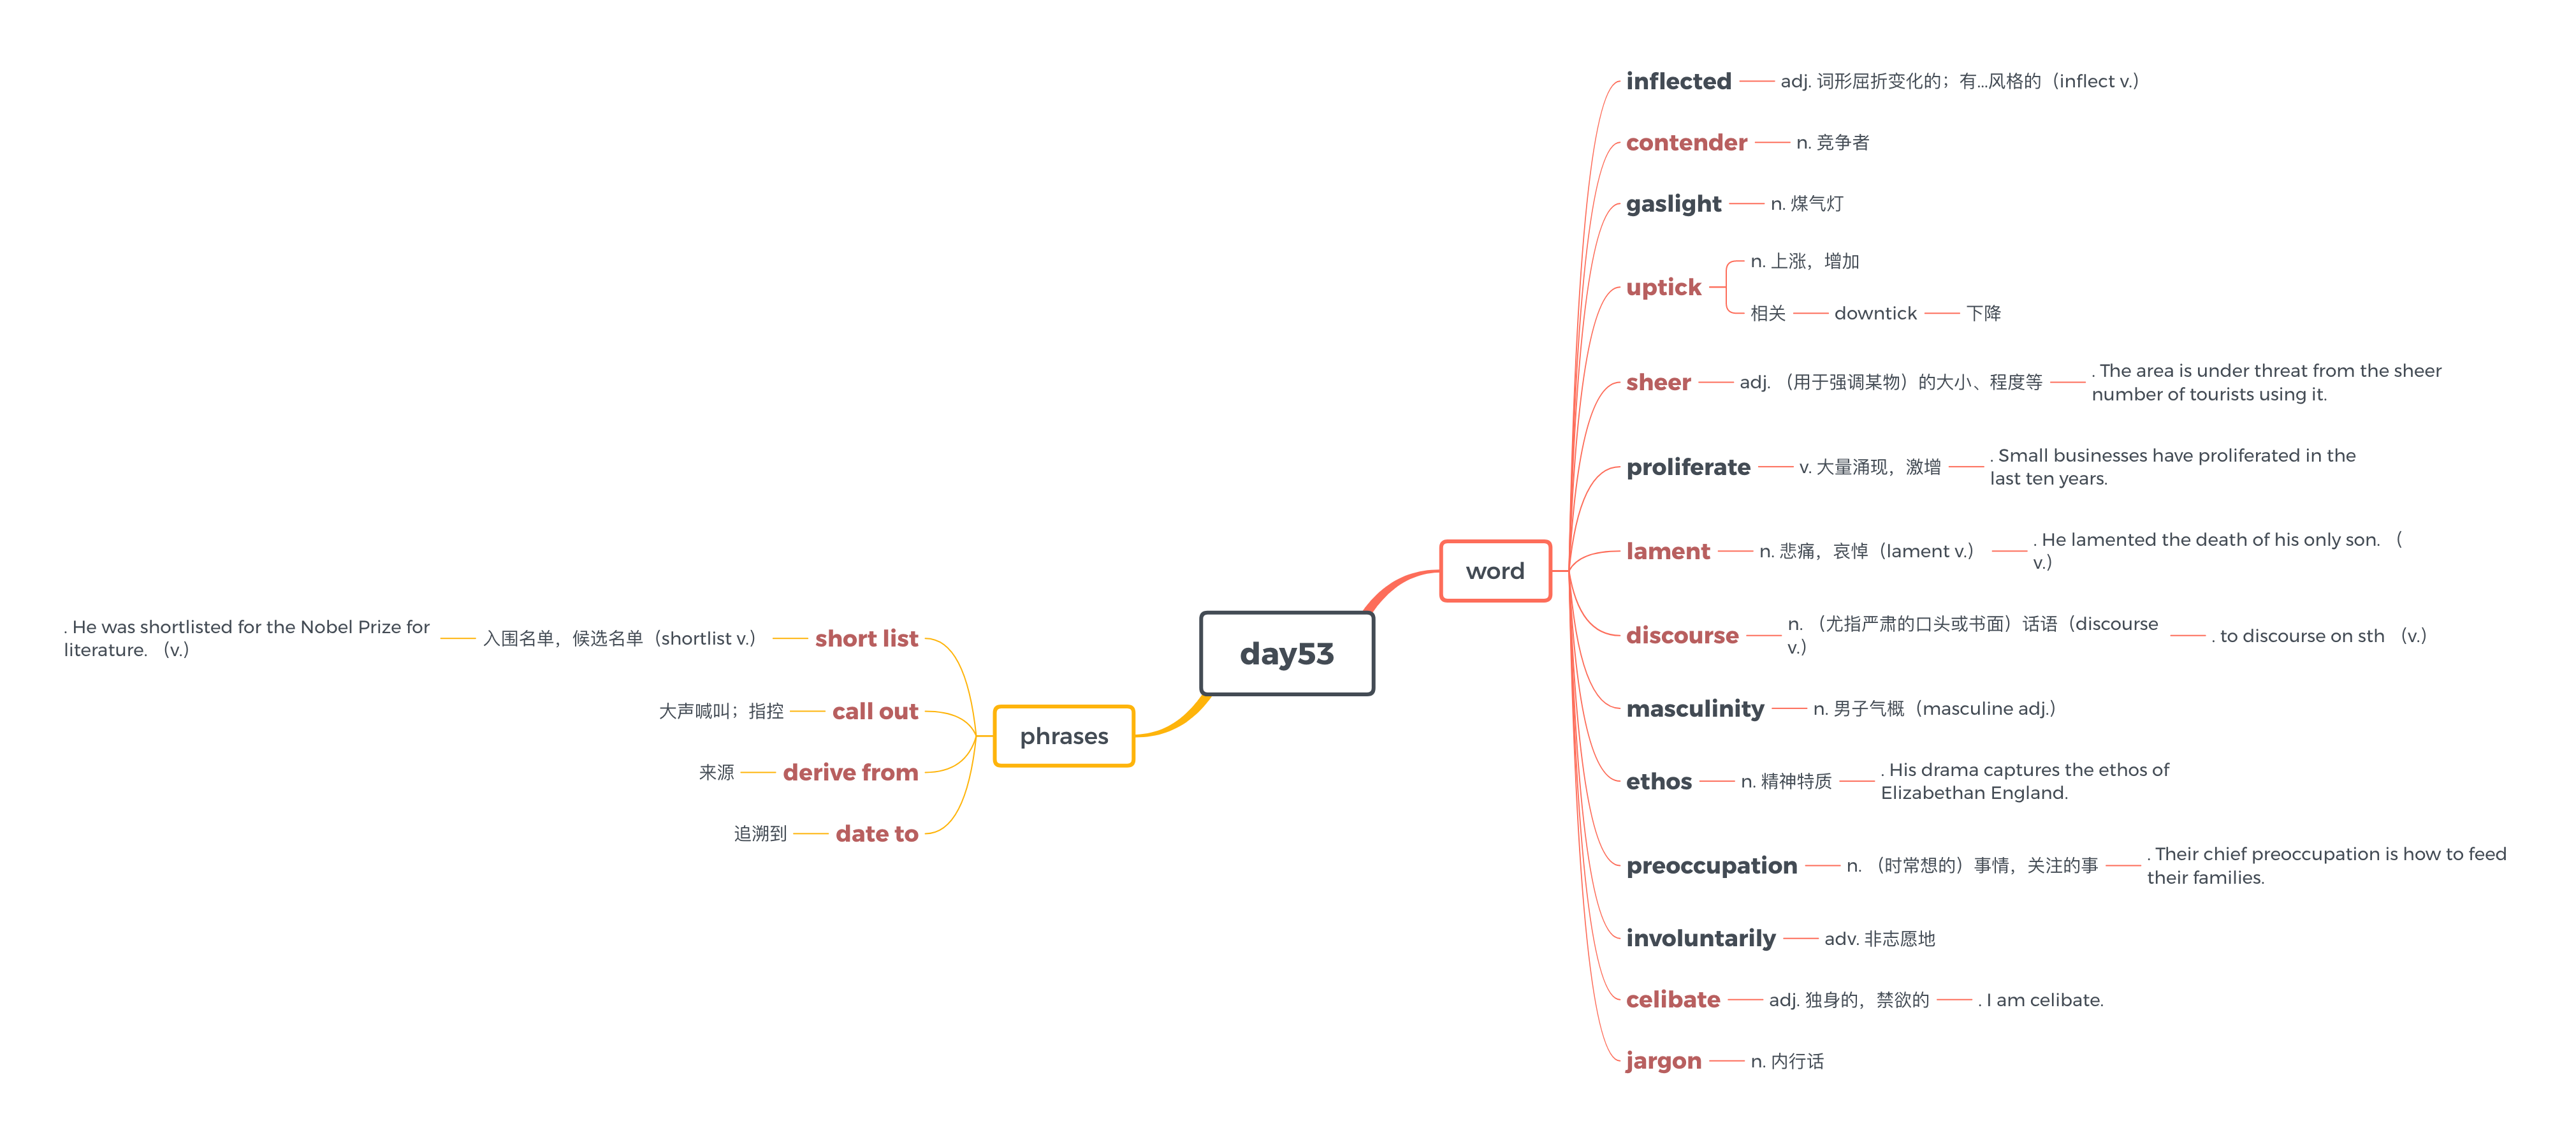 day53
word
inflected
adj. 词形屈折变化的；有...风格的（inflect v.）
contender
n. 竞争者
gaslight
n. 煤气灯
uptick
n. 上涨，增加
相关
downtick
下降
sheer
adj. （用于强调某物）的大小、程度等
. The area is under threat from the sheer
number of tourists using it.
proliferate
v. 大量涌现，激增
. Small businesses have proliferated in the
last ten years.
lament
n. 悲痛，哀悼（lament v.）
. He lamented the death of his only son. （
v.）
discourse
n. （尤指严肃的口头或书面）话语（discourse
v.）
. to discourse on sth （v.）
masculinity
n. 男子气概（masculine adj.）
ethos
n. 精神特质
. His drama captures the ethos of
Elizabethan England.
preoccupation
n. （时常想的）事情，关注的事
. Their chief preoccupation is how to feed
their families.
involuntarily
adv. 非志愿地
celibate
adj. 独身的，禁欲的
. I am celibate.
jargon
n. 内行话
phrases
short list
入围名单，候选名单（shortlist v.）
. He was shortlisted for the Nobel Prize for
literature. （v.）
call out
大声喊叫；指控
derive from
来源
date to
追溯到